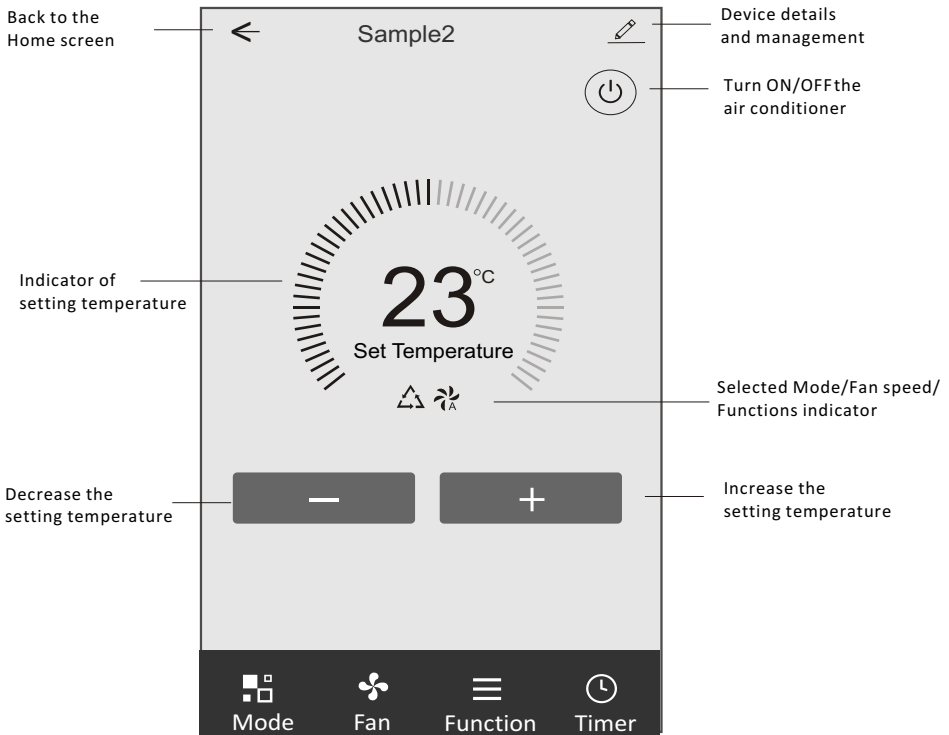 Back to the
Home screen
Sample2
Device details
and management
Turn ON/OFF the
air conditioner
Indicator of
setting temperature
23°C
Set Temperature
A
Selected Mode/Fan speed/
Functions indicator
Decrease the
setting temperature
−
+
Increase the
setting temperature
Mode
Fan
Function
Timer